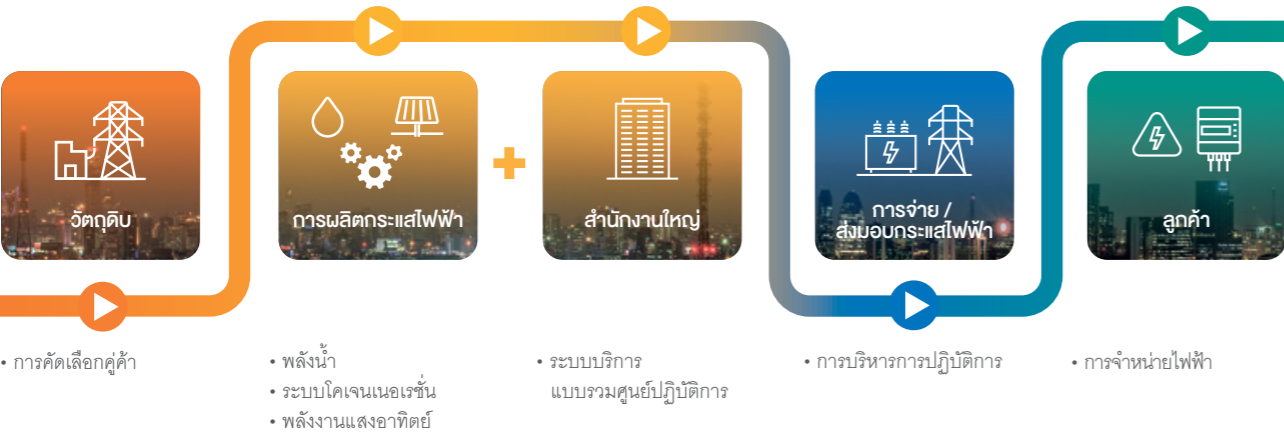 วัตถุดิบ
การผลิตกระแสไฟฟ้า
สำนักงานใหญ่
การจ่าย /
ส่งมอบกระแสไฟฟ้า
ลูกค้า
• การคัดเลือกคู่ค้า
• พลังน้ำ
• ระบบโคเจนเนอเรชั่น
• พลังงานแสงอาทิตย์
• ระบบบริการ
แบบรวมศูนย์ปฏิบัติการ
• การบริหารการปฏิบัติการ
• การจำหน่ายไฟฟ้า